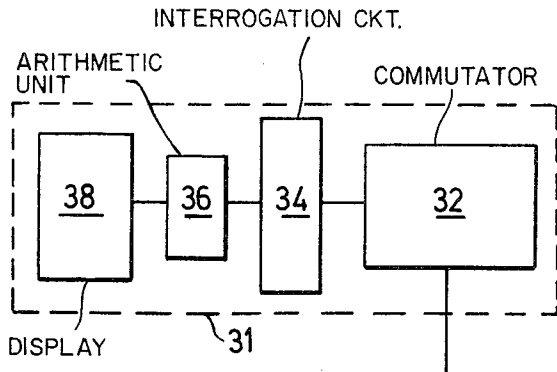 INTERROGATION CKT.
ARITHMETIC
UNIT
COMMUTATOR
38
36
34
32
DISPLAY
31